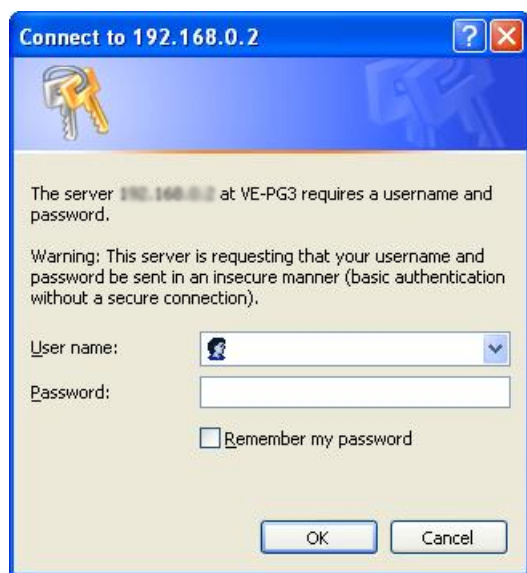 Connect to 192.168.0.2
The server at VE-PG3 requires a username and
password.
Warning: This server is requesting that your username and
password be sent in an insecure manner (basic authentication
without a secure connection).
User name:
Password:
Remember my password
OK
Cancel